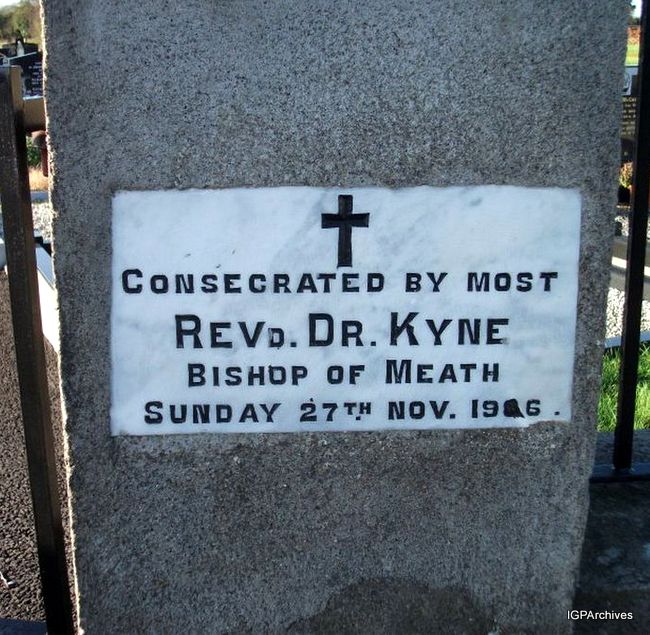 CONSECRATED BY MOST
REVD. DR. KYNE
BISHOP OF MEATH
SUNDAY 27TH NOV.
IGPArchives